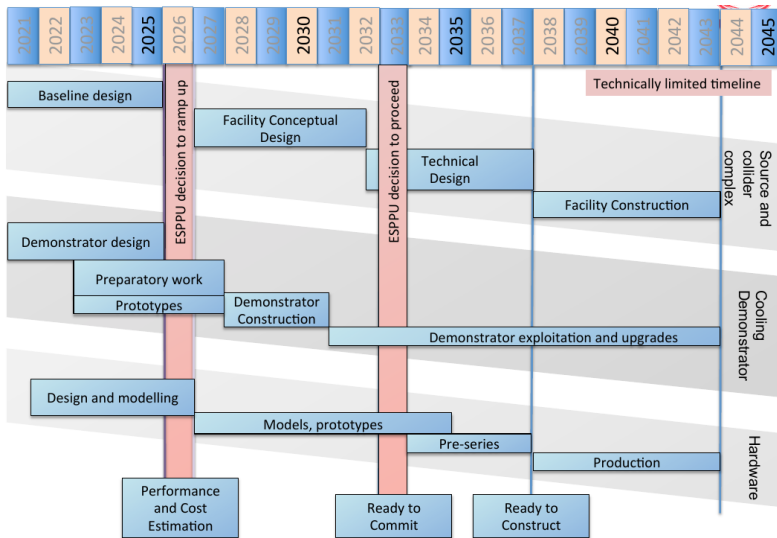 2021 2022 2023 2024 2025 2026 2027 2028 2029 2030 2031 2032 2033 2034 2035 2036 2037 2038 2039 2040 2041 2042 2043 2044 2045
Technically limited timeline
Baseline design
ESPPU decision to ramp up
Facility Conceptual
Design
ESPPU decision to proceed
Technical
Design
Facility Construction
Source and
collider
complex
Demonstrator design
Preparatory work
Prototypes
Demonstrator
Construction
Demonstrator exploitation and upgrades
Cooling
Demonstrator
Design and modelling
Models, prototypes
Pre-series
Production
Hardware
Performance
and Cost
Estimation
Ready to
Commit
Ready to
Construct